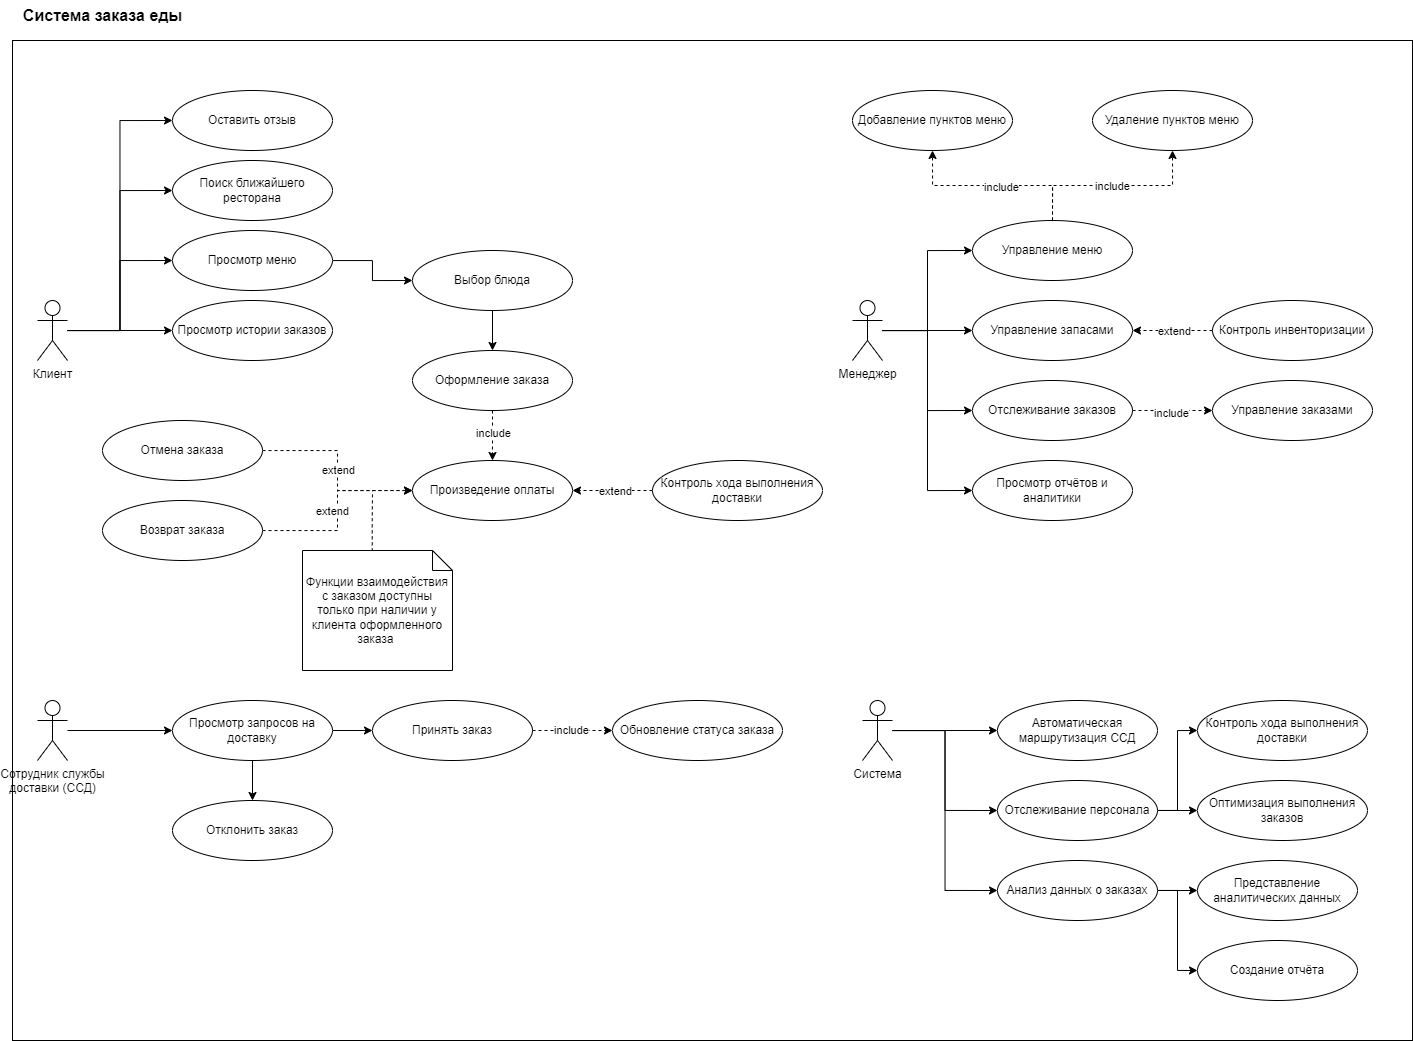 Система заказа еды
Оставить отзыв
Поиск ближайшего
ресторана
Просмотр меню
Просмотр истории заказов
Клиент
Выбор блюда
Оформление заказа
include
Отмена заказа
extend
Возврат заказа
extend
Произведение оплаты
extend
Контроль хода выполнения
доставки
Функции взаимодействия
с заказом доступны
только при наличии у
клиента оформленного
заказа
Добавление пунктов меню
Удаление пунктов меню
include
include
Управление меню
Менеджер
Управление запасами
extend
Контроль инвенторизации
Отслеживание заказов
include
Управление заказами
Просмотр отчётов и
аналитики
Сотрудник службы
доставки (ССД)
Просмотр запросов на
доставку
Принять заказ
include
Обновление статуса заказа
Отклонить заказ
Система
Автоматическая
маршрутизация ССД
Отслеживание персонала
Контроль хода выполнения
доставки
Оптимизация выполнения
заказов
Анализ данных о заказах
Представление
аналитических данных
Создание отчёта